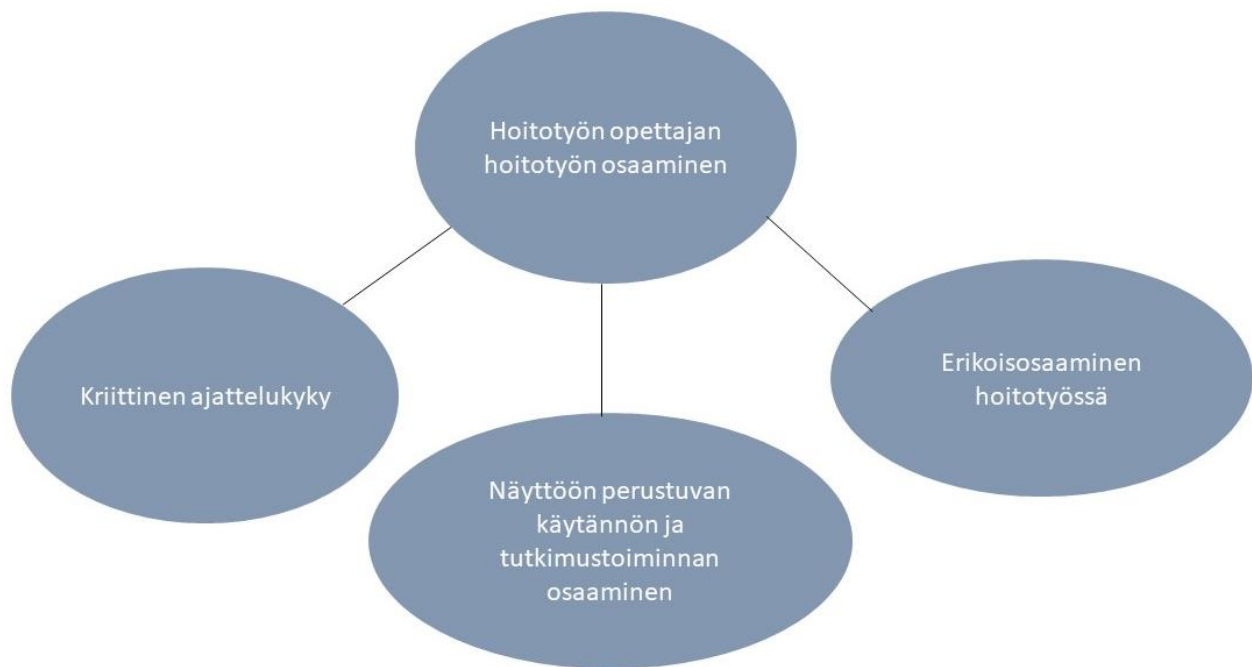 Hoitotyön opettajan
hoitotyön osaaminen
Kriittinen ajattelukyky
Erikoisosaaminen
hoitotyössä
Näyttöön perustuvan
käytännön ja
tutkimustoiminnan
osaaminen